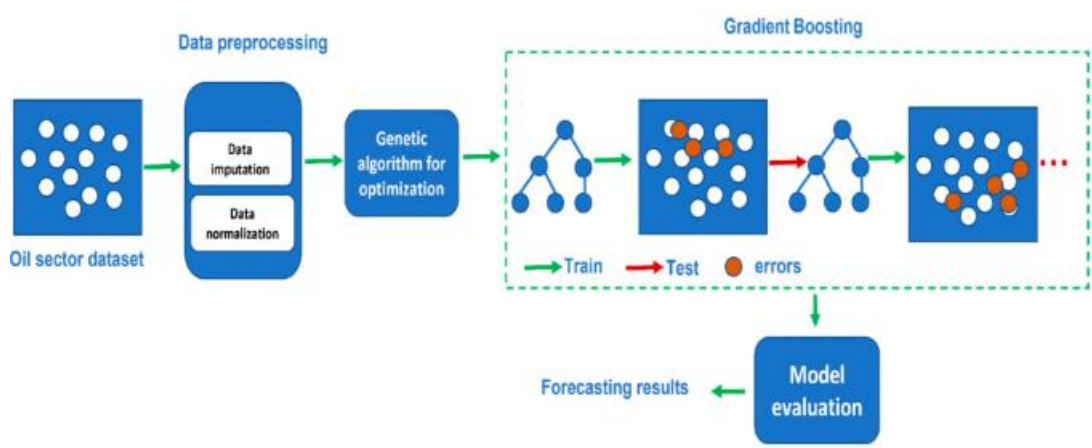 Data preprocessing
Gradient Boosting
Data
imputation
Data
normalization
Genetic
algorithm for
optimization
Oil sector dataset
Train
Test
errors
Model
evaluation
Forecasting results